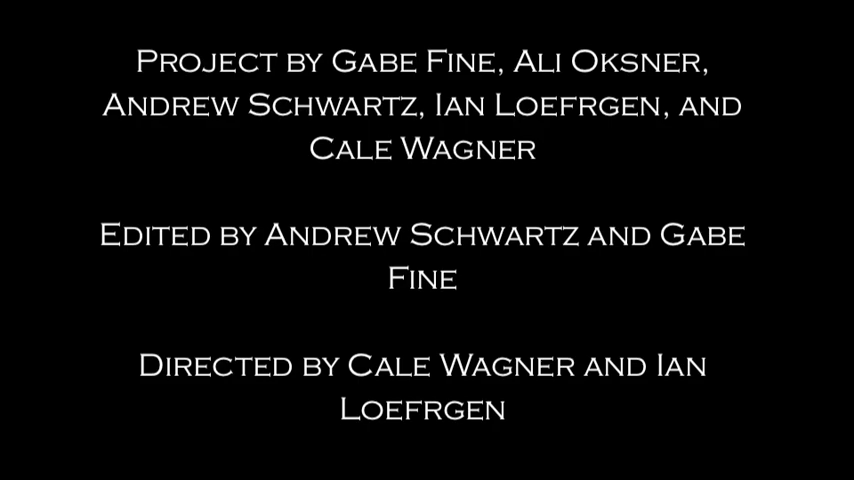 Project by Gabe Fine, Ali Oksner,
Andrew Schwartz, Ian Loefrgen, and
Cale Wagner
Edited by Andrew Schwartz and Gabe
Fine
Directed by Cale Wagner and Ian
Loefrgen